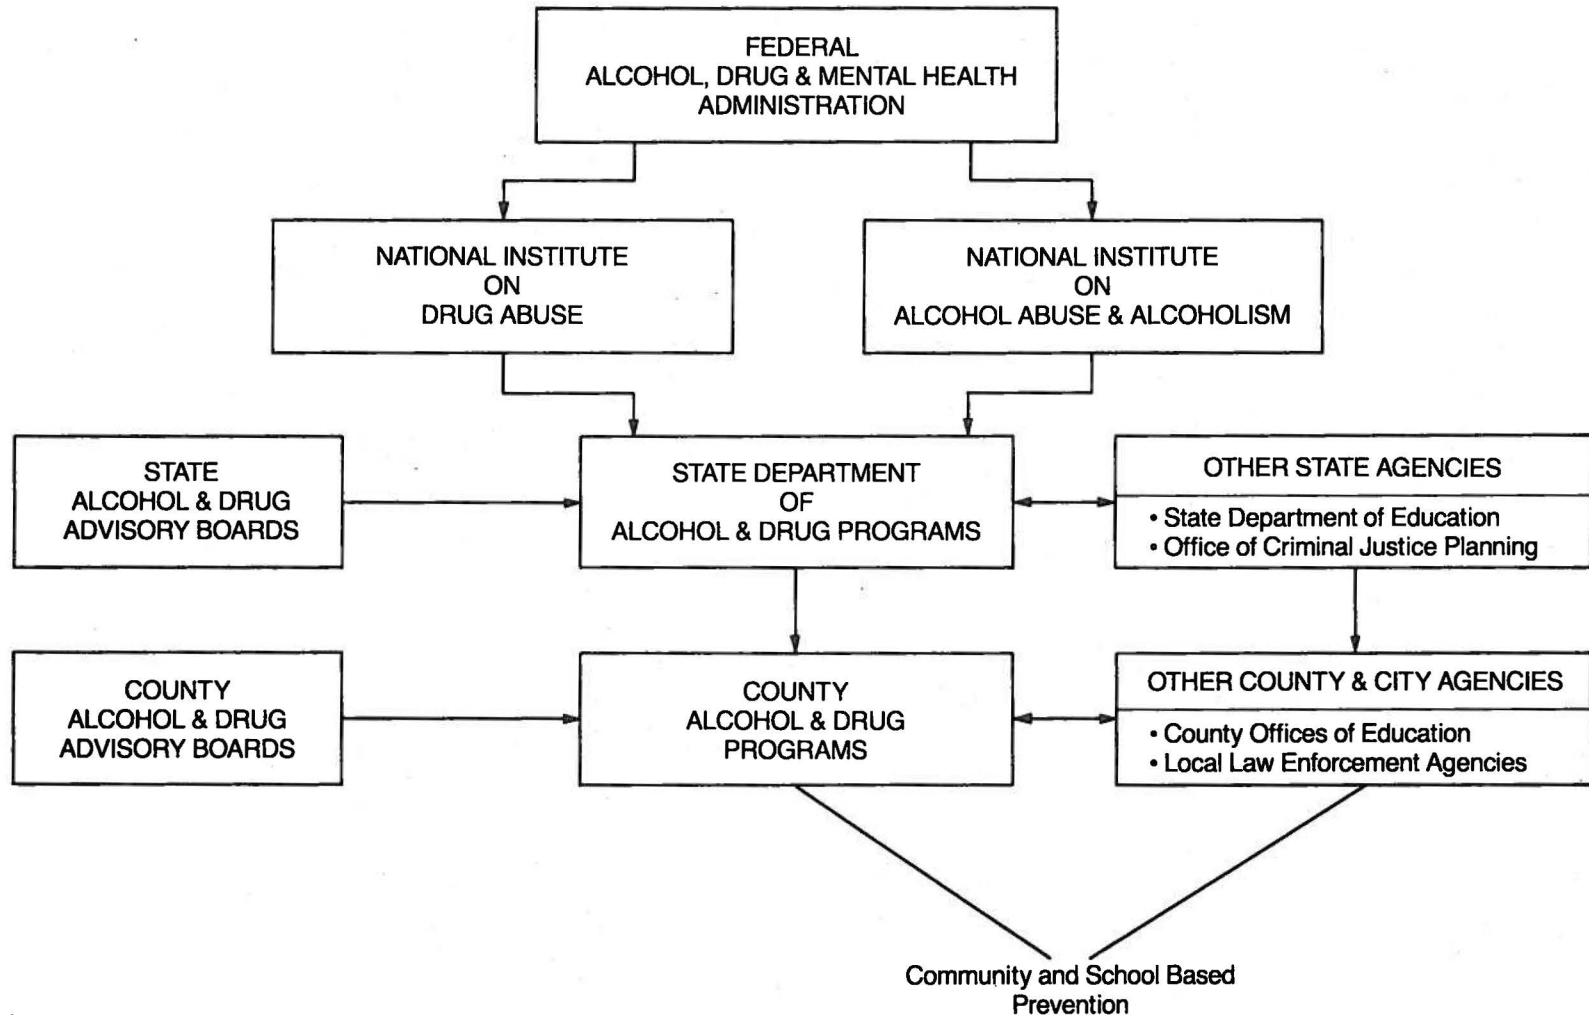 FEDERAL
ALCOHOL, DRUG & MENTAL HEALTH
ADMINISTRATION
NATIONAL INSTITUTE
ON
DRUG ABUSE
NATIONAL INSTITUTE
ON
ALCOHOL ABUSE & ALCOHOLISM
STATE
ALCOHOL & DRUG
ADVISORY BOARDS
STATE DEPARTMENT
OF
ALCOHOL & DRUG PROGRAMS
OTHER STATE AGENCIES
• State Department of Education
• Office of Criminal Justice Planning
COUNTY
ALCOHOL & DRUG
ADVISORY BOARDS
COUNTY
ALCOHOL & DRUG
PROGRAMS
OTHER COUNTY & CITY AGENCIES
• County Offices of Education
• Local Law Enforcement Agencies
Community and School Based
Prevention